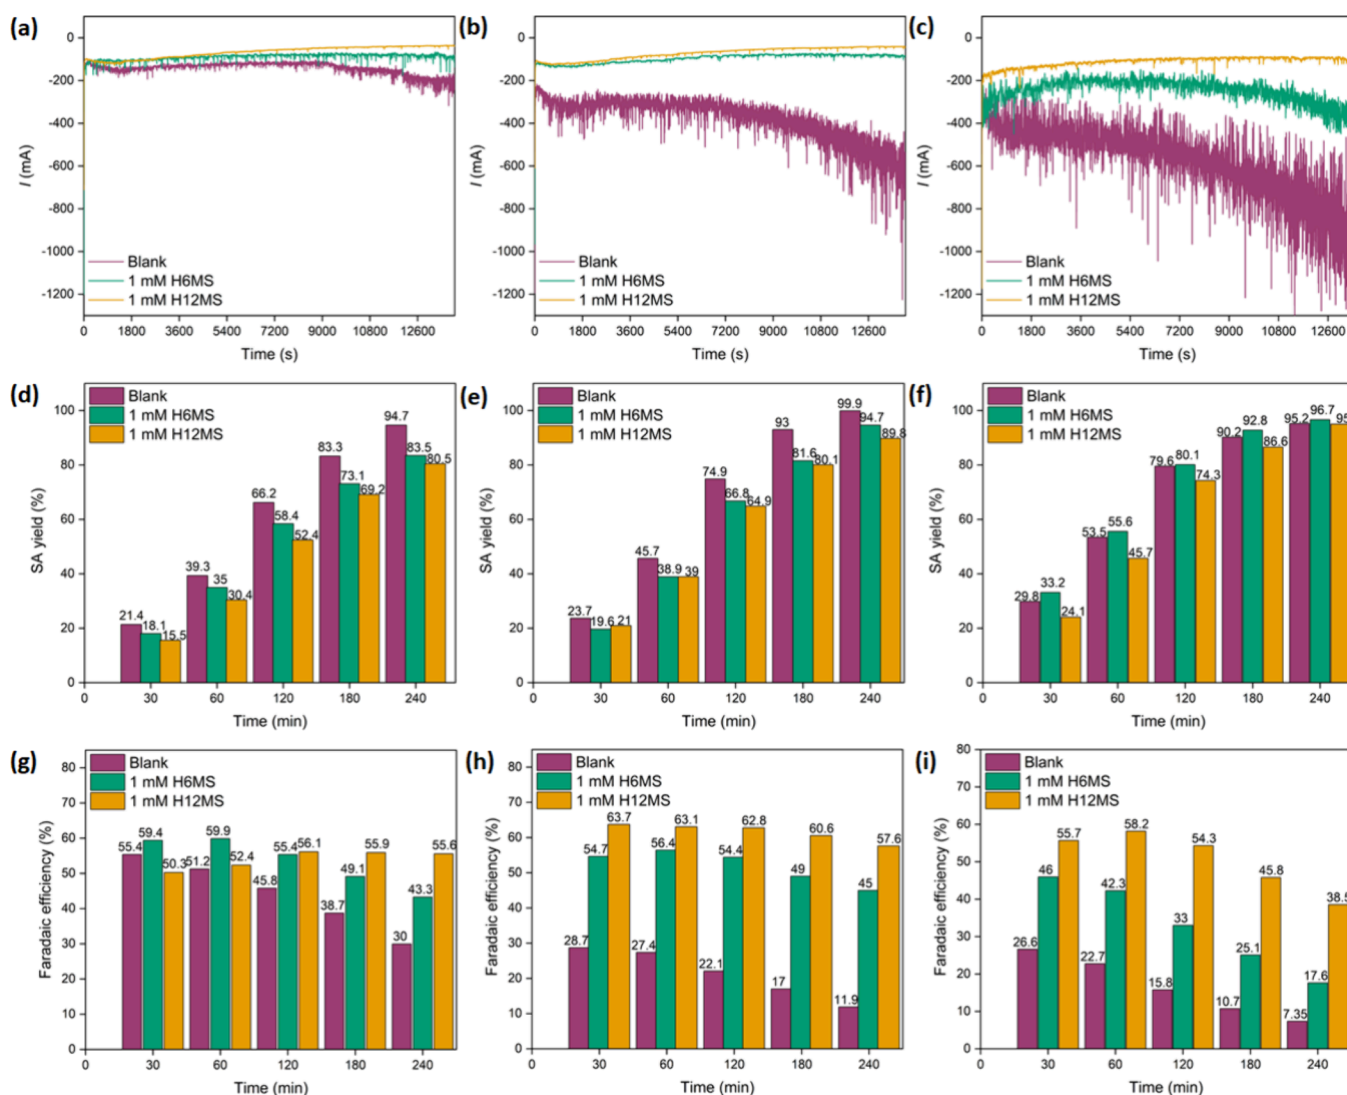 (a)
0
-200
-400
-600
-800
-1000
-1200
I (mA)
Blank
1 mM H6MS
1 mM H12MS
0 1800 3600 5400 7200 9000 10800 12600
Time (s)
(b)
0
-200
-400
-600
-800
-1000
-1200
I (mA)
Blank
1 mM H6MS
1 mM H12MS
0 1800 3600 5400 7200 9000 10800 12600
Time (s)
(c)
0
-200
-400
-600
-800
-1000
-1200
I (mA)
Blank
1 mM H6MS
1 mM H12MS
0 1800 3600 5400 7200 9000 10800 12600
Time (s)
(d)
Blank
1 mM H6MS
1 mM H12MS
100
80
60
40
20
0
SA yield (%)
21.4 18.1 15.5
39.3 35 30.4
66.2 58.4 52.4
83.3 73.1 69.2
94.7 83.5 80.5
0 30 60 120 180 240
Time (min)
(e)
Blank
1 mM H6MS
1 mM H12MS
100
80
60
40
20
0
SA yield (%)
23.7 19.6 21
45.7 38.9 39
74.9 66.8 64.9
93 81.6 80.1
99.9 94.7 89.8
0 30 60 120 180 240
Time (min)
(f)
Blank
1 mM H6MS
1 mM H12MS
100
80
60
40
20
0
SA yield (%)
29.8 33.2 24.1
53.5 55.6 45.7
79.6 80.1 74.3
90.2 92.8 86.6
95.2 96.7 95
0 30 60 120 180 240
Time (min)
(g)
Blank
1 mM H6MS
1 mM H12MS
80
70
60
50
40
30
20
10
0
Faradaic efficiency (%)
55.4 59.4 50.3
51.2 59.9 52.4
45.8 55.4 56.1
38.7 49.1 55.9
30 43.3 55.6
0 30 60 120 180 240
Time (min)
(h)
Blank
1 mM H6MS
1 mM H12MS
80
70
60
50
40
30
20
10
0
Faradaic efficiency (%)
28.7 54.7 63.7
27.4 56.4 63.1
22.1 54.4 62.8
17 49 60.6
11.9 45 57.6
0 30 60 120 180 240
Time (min)
(i)
Blank
1 mM H6MS
1 mM H12MS
80
70
60
50
40
30
20
10
0
Faradaic efficiency (%)
26.6 46 55.7
22.7 42.3 58.2
15.8 33 54.3
10.7 25.1 45.8
7.35 17.6 38.5
0 30 60 120 180 240
Time (min)